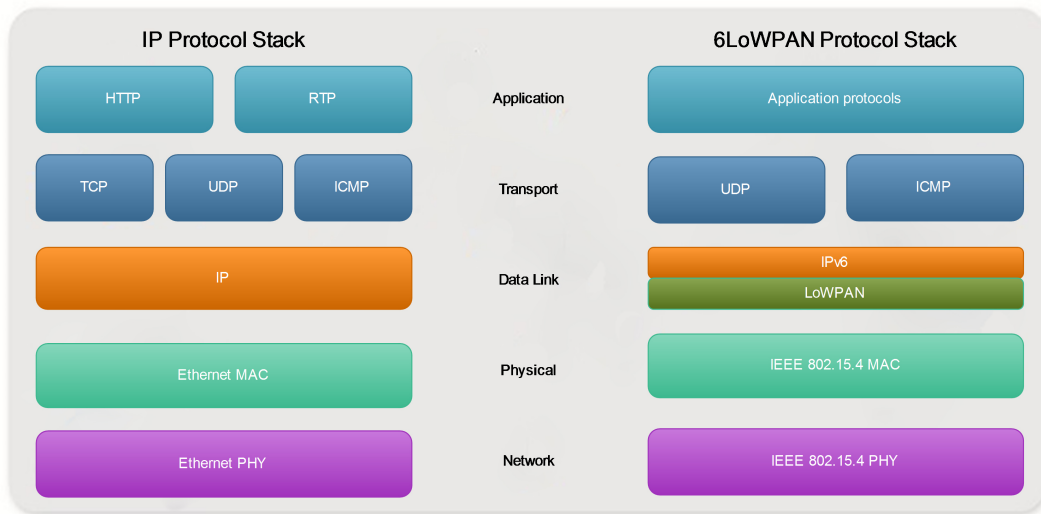 IP Protocol Stack
6LoWPAN Protocol Stack
HTTP
RTP
Application
Application protocols
TCP
UDP
ICMP
Transport
UDP
ICMP
IP
Data Link
IPv6
LoWPAN
Ethernet MAC
Physical
IEEE 802.15.4 MAC
Ethernet PHY
Network
IEEE 802.15.4 PHY